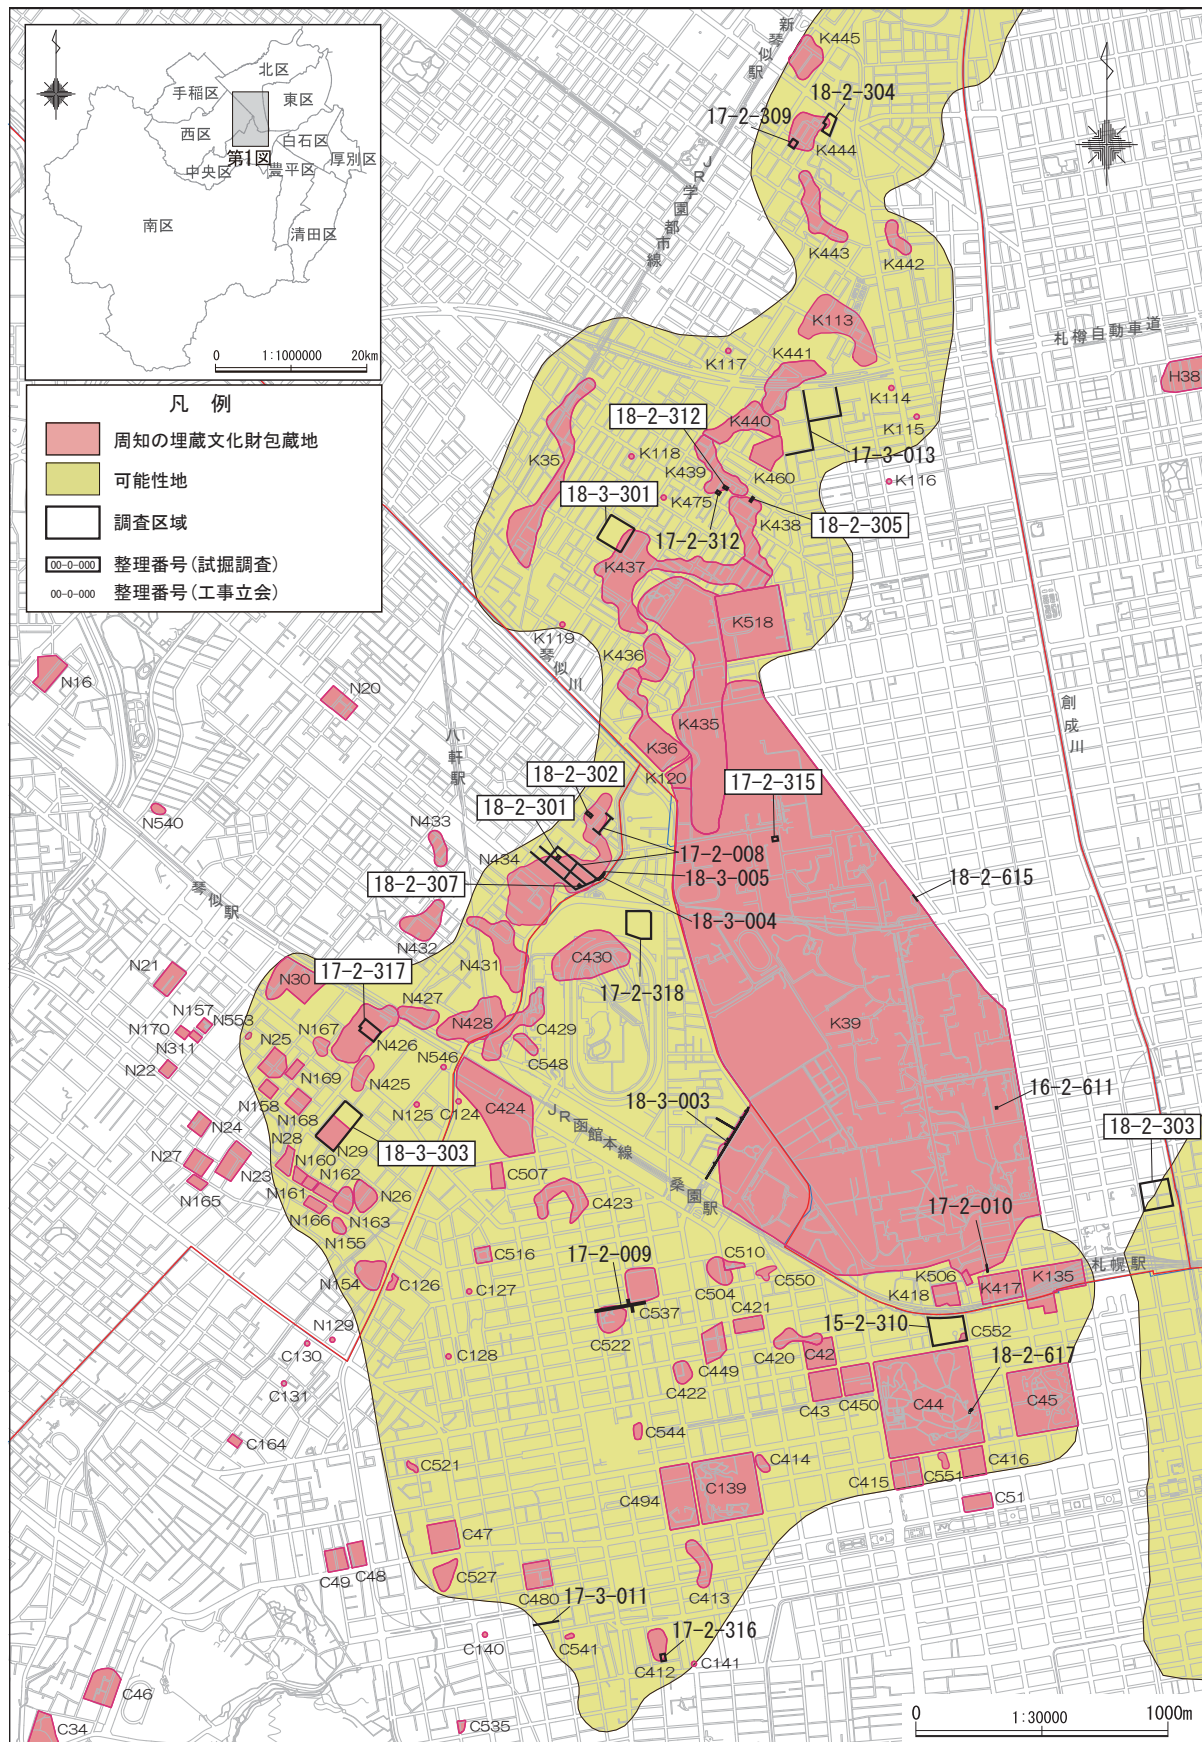 北区
手稲区
東区
西区
白石区
第1図
厚別区
中央区
豊平区
南区
清田区
0 1:1000000 20km
凡 例
周知の埋蔵文化財包蔵地
可能性地
調査区域
00-0-000 整理番号(試掘調査)
00-0-000 整理番号(工事立会)
新琴似駅
K445
18-2-304
17-2-309
K444
JR学園都市線
K443
K442
K113
札樽自動車道
K117
K441
H38
K114
18-2-312
K440
K115
K35
K118
K439
17-3-013
K460
K116
18-3-301
K475
18-2-305
K438
17-2-312
K437
K518
K119
K436
琴似川
N16
N20
創成川
K435
八軒駅
K36
K120
18-2-302
17-2-315
18-2-301
N540
N433
N434
17-2-008
18-3-005
18-2-307
18-2-615
18-3-004
琴似駅
N432
N431
C430
N21
N30
17-2-317
17-2-318
N157
N553
N427
N170
N167
N428
C429
K39
N311
N25
N426
N546
C548
N22
N169
N425
N158
N125
C124
C424
JR函館本線
18-3-003
16-2-611
N168
N24
N28
N29
18-3-303
18-2-303
N27
N160
N23
N162
C507
桑園駅
N165
N161
N26
C423
N166
N163
17-2-010
N155
C516
17-2-009
C510
札幌駅
N154
C126
C127
C504
C550
K506
K417
K135
K418
C537
C421
15-2-310
C522
C552
N129
C130
C128
C420
C42
C449
18-2-617
C131
C422
C43
C450
C44
C45
C164
C544
C521
C414
C416
C415
C551
C494
C139
C51
C47
C49
C48
C527
C480
C413
17-3-011
C140
C541
17-2-316
C412
C141
C46
C34
C535
0 1:30000 1000m